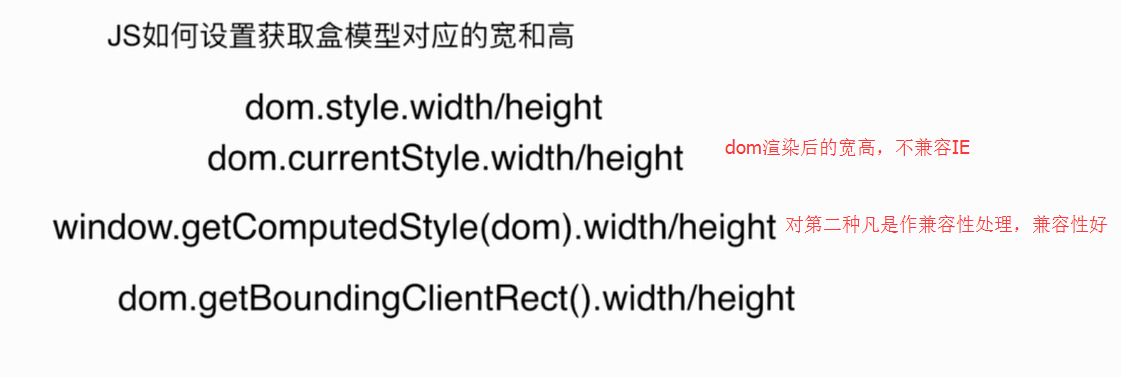 JS如何设置获取盒模型对应的宽和高
dom.style.width/height
dom.currentStyle.width/height
dom渲染后的宽高，不兼容IE
window.getComputedStyle(dom).width/height
对第二种凡是作兼容性处理，兼容性好
dom.getBoundingClientRect().width/height